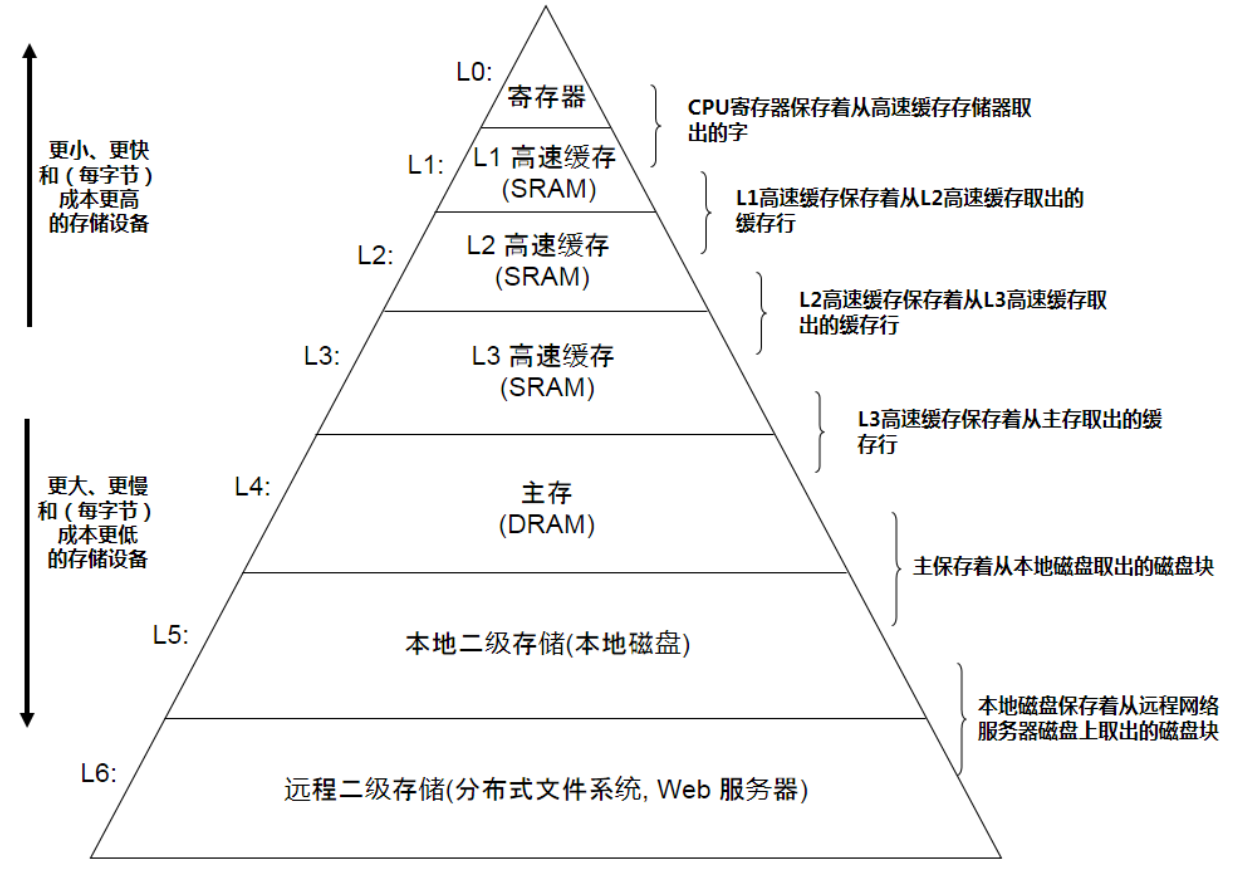 L0:
寄存器
CPU寄存器保存着从高速缓存存储器取
出的字
更小、更快
和（每字节）
成本更高
的存储设备
L1:
L1 高速缓存
(SRAM)
L1高速缓存保存着从L2高速缓存取出的
缓存行
L2:
L2 高速缓存
(SRAM)
L2高速缓存保存着从L3高速缓存取
出的缓存行
L3:
L3 高速缓存
(SRAM)
L3高速缓存保存着从主存取出的缓
存行
更大、更慢
和（每字节）
成本更低
的存储设备
L4:
主存
(DRAM)
主保存着从本地磁盘取出的磁盘块
L5:
本地二级存储(本地磁盘)
本地磁盘保存着从远程网络
服务器磁盘上取出的磁盘块
L6:
远程二级存储(分布式文件系统, Web 服务器)